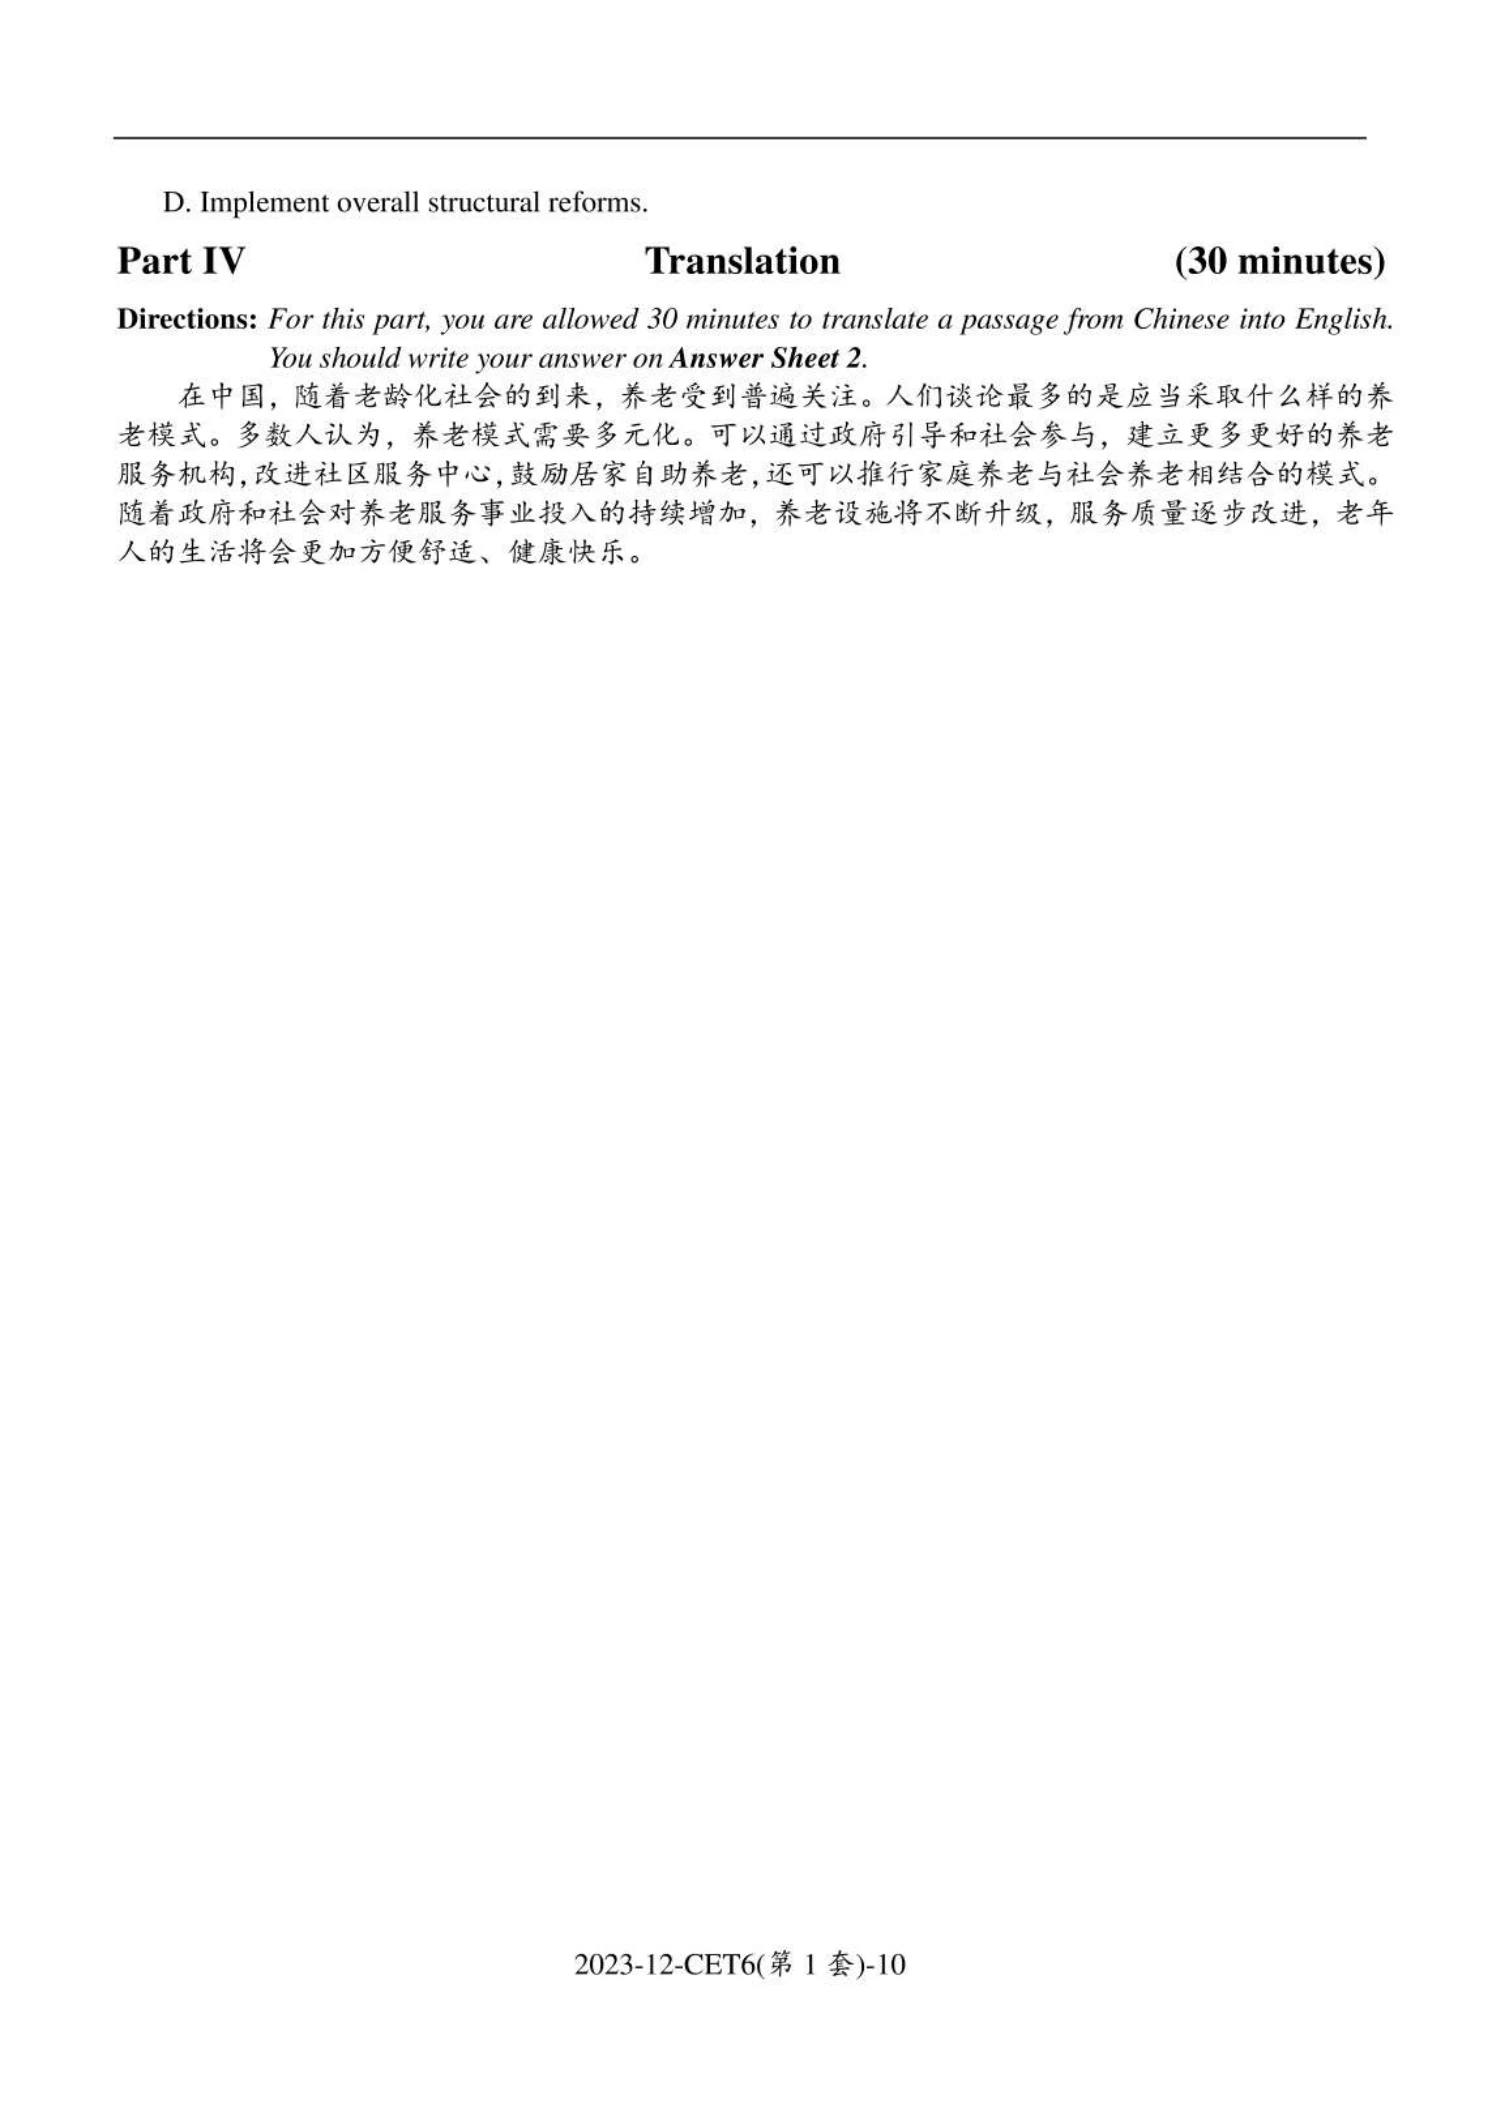 D. Implement overall structural reforms.
Part IV Translation (30 minutes)
Directions: For this part, you are allowed 30 minutes to translate a passage from Chinese into English.
You should write your answer on Answer Sheet 2.
在中国，随着老龄化社会的到来，养老受到普遍关注。人们谈论最多的是应当采取什么样的养
老模式。多数人认为，养老模式需要多元化。可以通过政府引导和社会参与，建立更多更好的养老
服务机构,改进社区服务中心,鼓励居家自助养老,还可以推行家庭养老与社会养老相结合的模式。
随着政府和社会对养老服务事业投入的持续增加，养老设施将不断升级，服务质量逐步改进，老年
人的生活将会更加方便舒适、健康快乐。
2023-12-CET6(第 1 套)-10